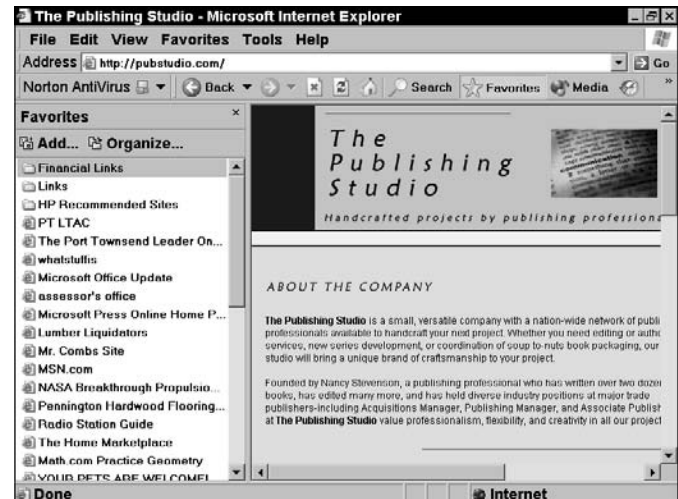 The Publishing Studio - Microsoft Internet Explorer
File Edit View Favorites Tools Help
Address http://pubstudio.com/ Go
Norton AntiVirus Back Search Favorites Media »
Favorites ×
Add... Organize...
Financial Links
Links
HP Recommended Sites
PT LTAC
The Port Townsend Leader On...
whatstuffis
Microsoft Office Update
assessor's office
Microsoft Press Online Home P...
Lumber Liquidators
Mr. Combs Site
MSN.com
NASA Breakthrough Propulsio...
Pennington Hardwood Flooring...
Radio Station Guide
The Home Marketplace
Math.com Practice Geometry
YOUR PETS ARE WELCOME!
The
Publishing
Studio
communication
Handcrafted projects by publishing profession
ABOUT THE COMPANY
The Publishing Studio is a small, versatile company with a nation-wide network of publi
professionals available to handcraft your next project. Whether you need editing or autho
services, new series development, or coordination of soup to-nuts book packaging, our
studio will bring a unique brand of craftsmanship to your project.
Founded by Nancy Stevenson, a publishing professional who has written over two dozen
books, has edited many more, and has held diverse industry positions at major trade
publishers-including Acquisitions Manager, Publishing Manager, and Associate Publish
at The Publishing Studio value professionalism, flexibility, and creativity in all our project
Done Internet